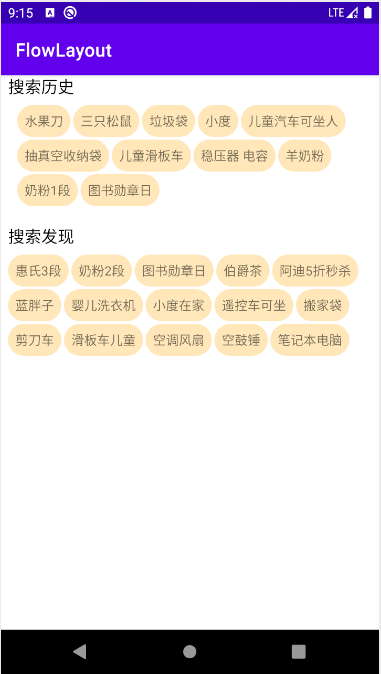 9:15 LTE
FlowLayout
搜索历史
水果刀 三只松鼠 垃圾袋 小度 儿童汽车可坐人
抽真空收纳袋 儿童滑板车 稳压器 电容 羊奶粉
奶粉1段 图书勋章日
搜索发现
惠氏3段 奶粉2段 图书勋章日 伯爵茶 阿迪5折秒杀
蓝胖子 婴儿洗衣机 小度在家 遥控车可坐 搬家袋
剪刀车 滑板车儿童 空调风扇 空鼓锤 笔记本电脑